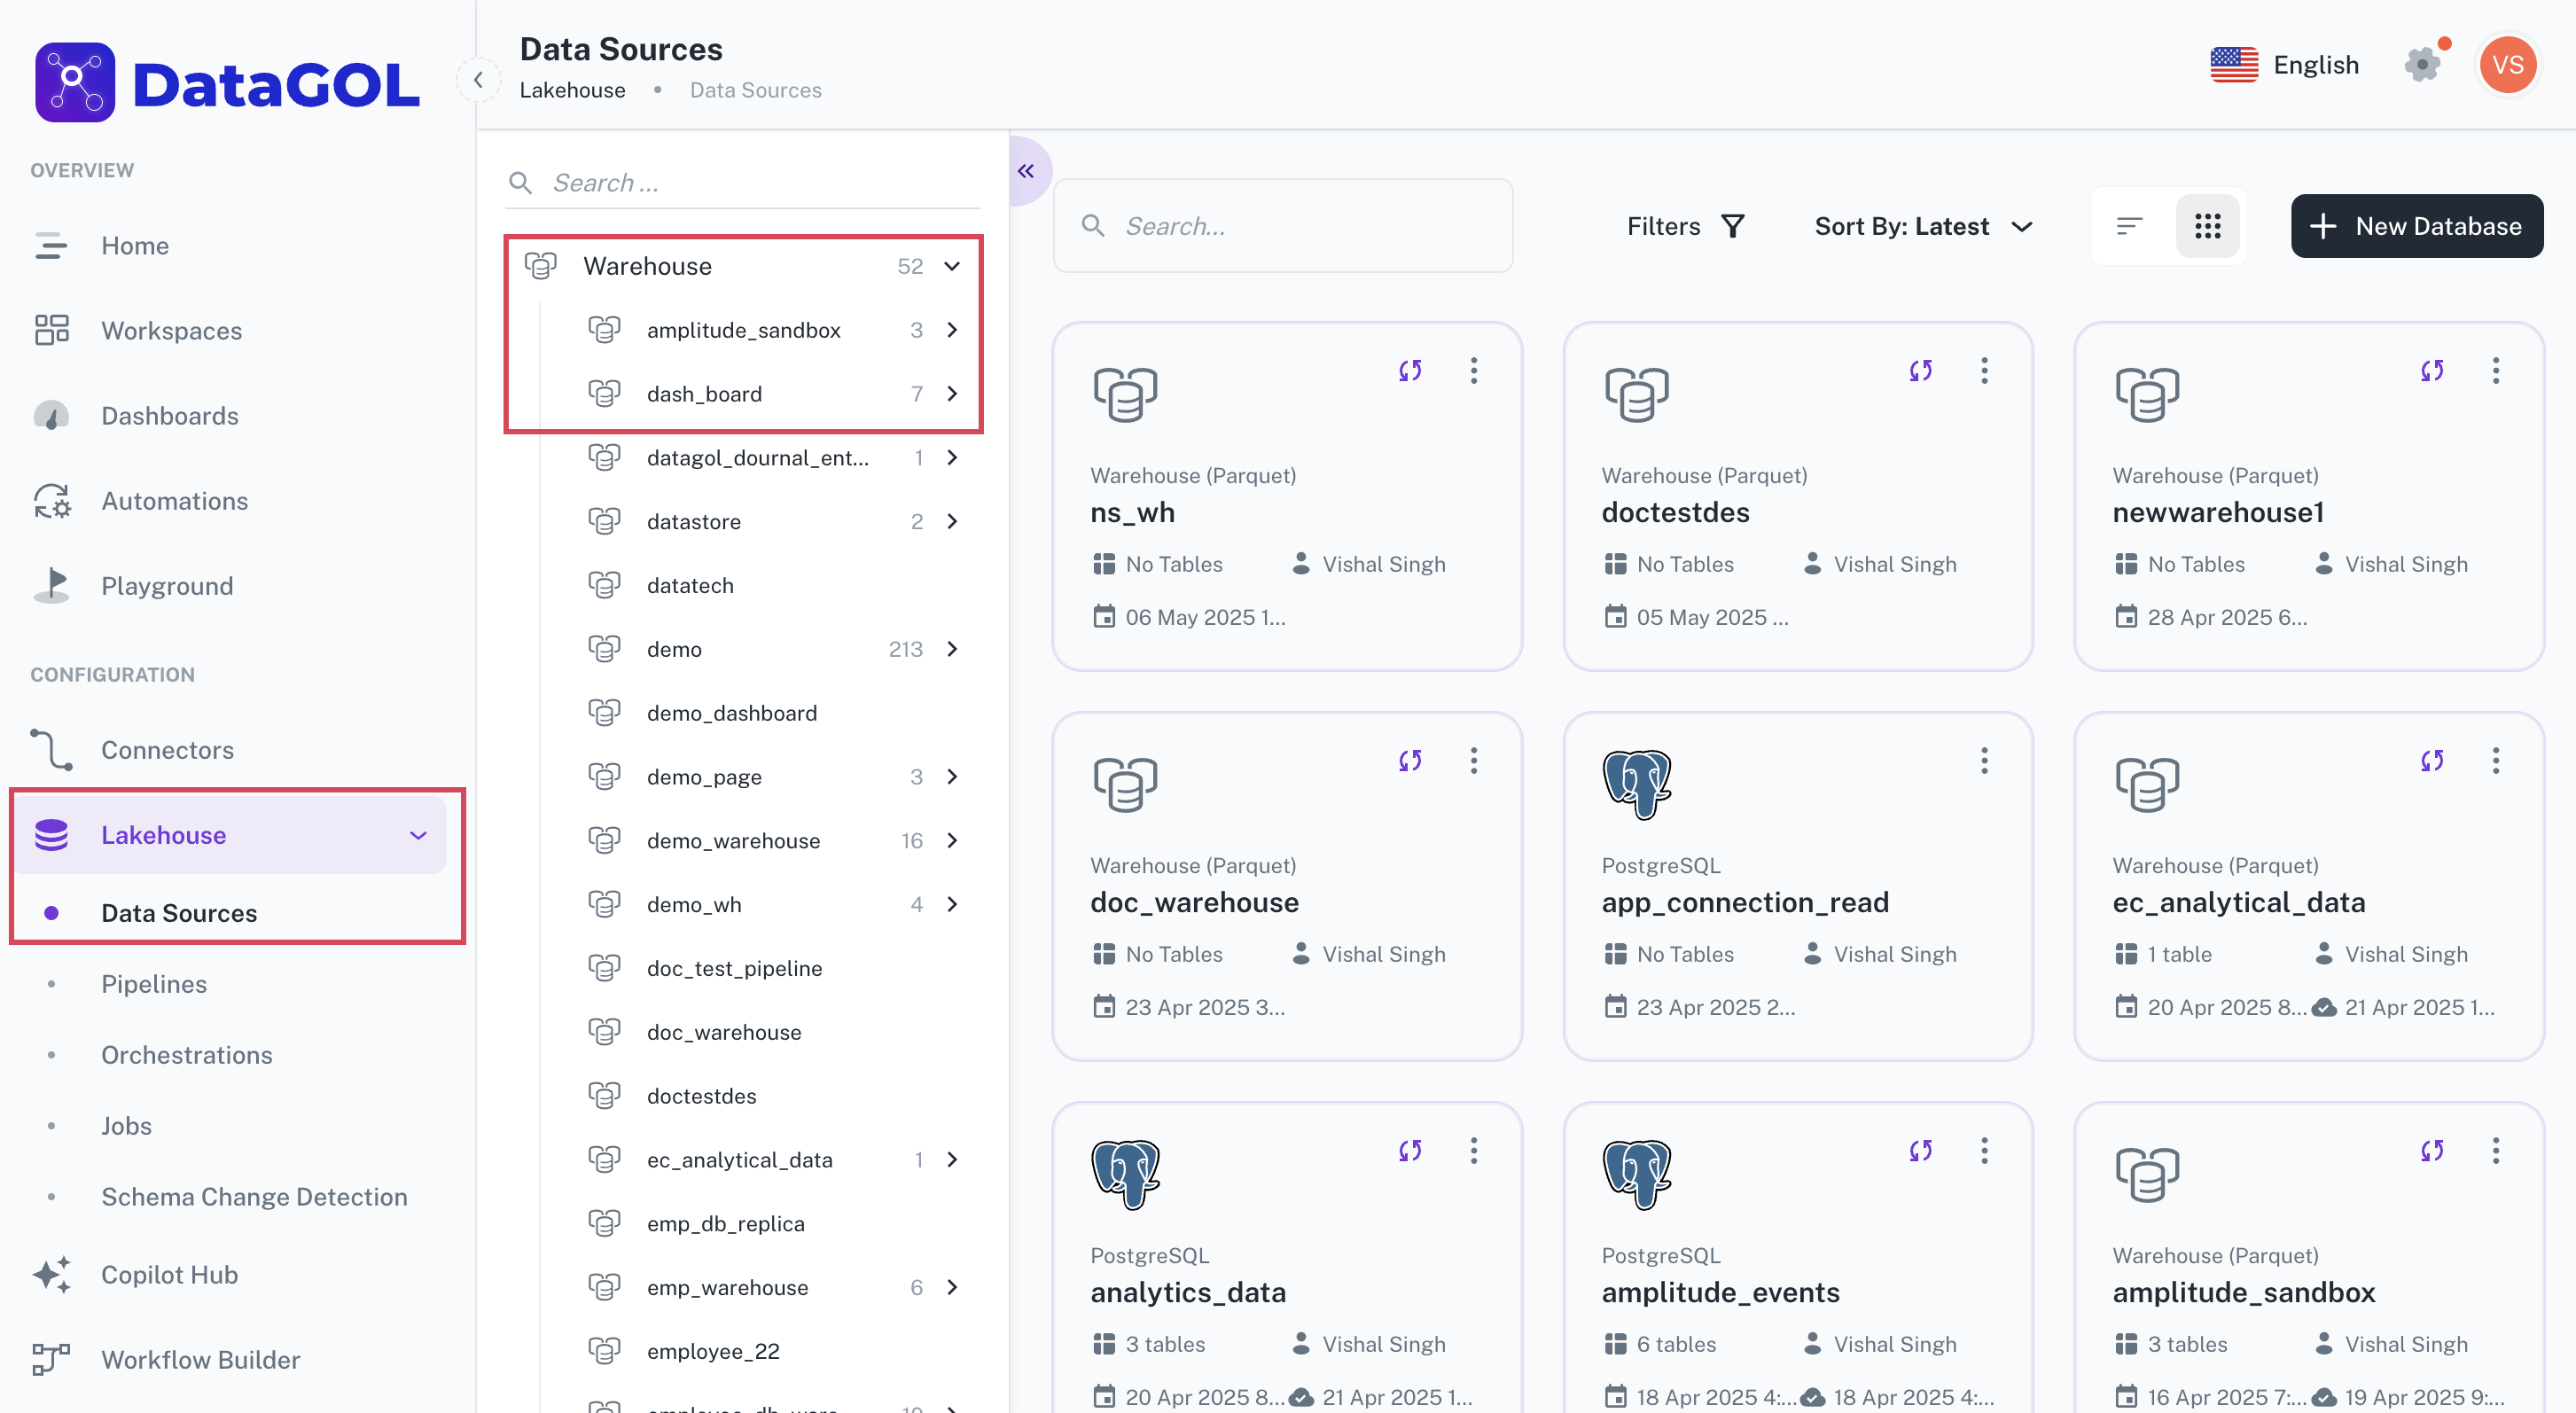 DataGOL
OVERVIEW
Home
Workspaces
Dashboards
Automations
Playground
CONFIGURATION
Connectors
Lakehouse
Data Sources
Pipelines
Orchestrations
Jobs
Schema Change Detection
Copilot Hub
Workflow Builder
Data Sources
Lakehouse • Data Sources
English
VS
Search ...
Warehouse 52
amplitude_sandbox 3
dash_board 7
datagol_dournal_ent... 1
datastore 2
datatech
demo 213
demo_dashboard
demo_page 3
demo_warehouse 16
demo_wh 4
doc_test_pipeline
doc_warehouse
doctestdes
ec_analytical_data 1
emp_db_replica
emp_warehouse 6
employee_22
Search...
Filters
Sort By: Latest
New Database
Warehouse (Parquet)
ns_wh
No Tables Vishal Singh
06 May 2025 1...
Warehouse (Parquet)
doctestdes
No Tables Vishal Singh
05 May 2025 ...
Warehouse (Parquet)
newwarehouse1
No Tables Vishal Singh
28 Apr 2025 6...
Warehouse (Parquet)
doc_warehouse
No Tables Vishal Singh
23 Apr 2025 3...
PostgreSQL
app_connection_read
No Tables Vishal Singh
23 Apr 2025 2...
Warehouse (Parquet)
ec_analytical_data
1 table Vishal Singh
20 Apr 2025 8... 21 Apr 2025 1...
PostgreSQL
analytics_data
3 tables Vishal Singh
20 Apr 2025 8... 21 Apr 2025 1...
PostgreSQL
amplitude_events
6 tables Vishal Singh
18 Apr 2025 4:... 18 Apr 2025 4:...
Warehouse (Parquet)
amplitude_sandbox
3 tables Vishal Singh
16 Apr 2025 7:... 19 Apr 2025 9:...